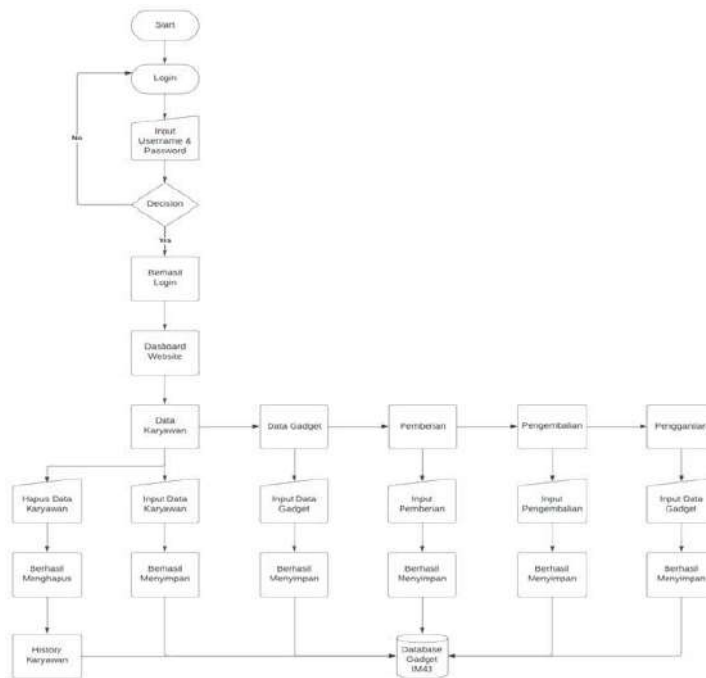 Start
Login
Input
Username &
Password
No
Decision
Yes
Berhasil
Login
Dasboard
Website
Data
Karyawan
Data Gadget
Pemberian
Pengembalian
Penggantian
Hapus Data
Karyawan
Input Data
Karyawan
Input Data
Gadget
Input
Pemberian
Input
Pengembalian
Input Data
Gadget
Berhasil
Menghapus
Berhasil
Menyimpan
Berhasil
Menyimpan
Berhasil
Menyimpan
Berhasil
Menyimpan
Berhasil
Menyimpan
History
Karyawan
Database
Gadget
IM43